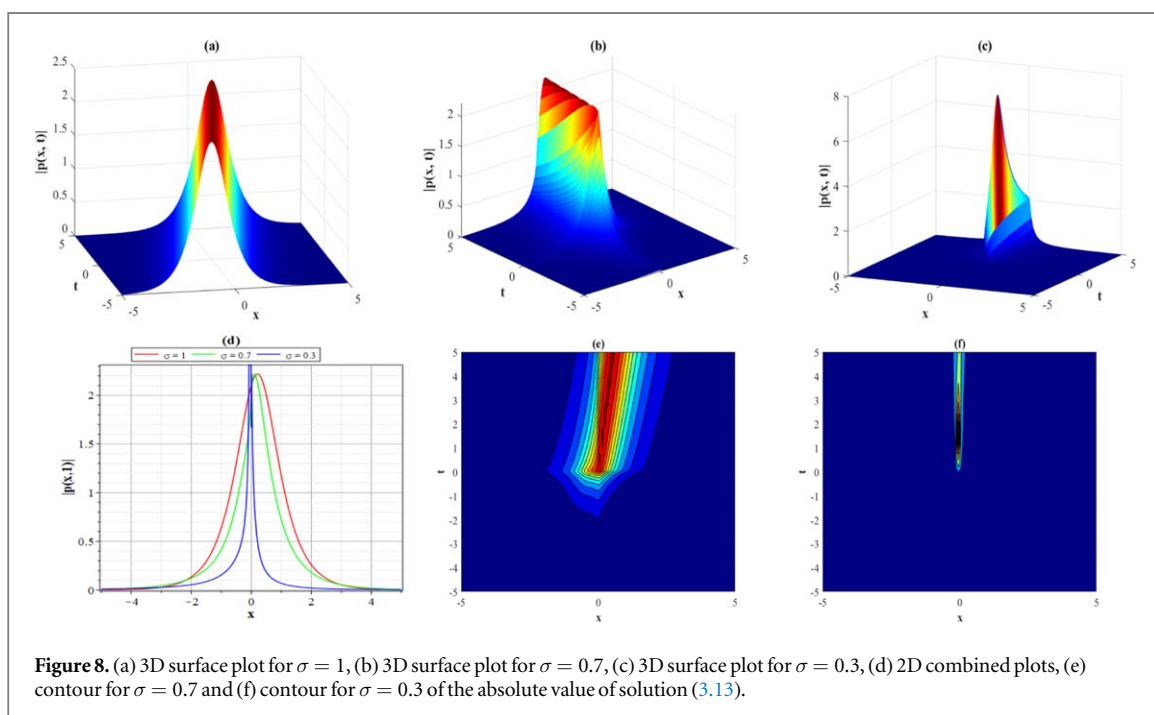 (a)
2.5
2
1.5
1
0.5
0
|p(x, t)|
5
0
-5
t
-5
0
5
x
(b)
2
1.5
1
0.5
0
|p(x, t)|
5
0
-5
t
-5
0
5
x
(c)
8
6
4
2
0
|p(x, t)|
-5
0
5
x
-5
0
5
t
(d)
σ = 1 σ = 0.7 σ = 0.3
2
1.5
1
0.5
0
|p(x,1)|
−4 −2 0 2 4
x
(e)
5
4
3
2
1
0
-1
-2
-3
-4
-5
t
-5 0 5
x
(f)
5
4
3
2
1
0
-1
-2
-3
-4
-5
t
-5 0 5
x
Figure 8. (a) 3D surface plot for σ = 1, (b) 3D surface plot for σ = 0.7, (c) 3D surface plot for σ = 0.3, (d) 2D combined plots, (e)
contour for σ = 0.7 and (f) contour for σ = 0.3 of the absolute value of solution (3.13).